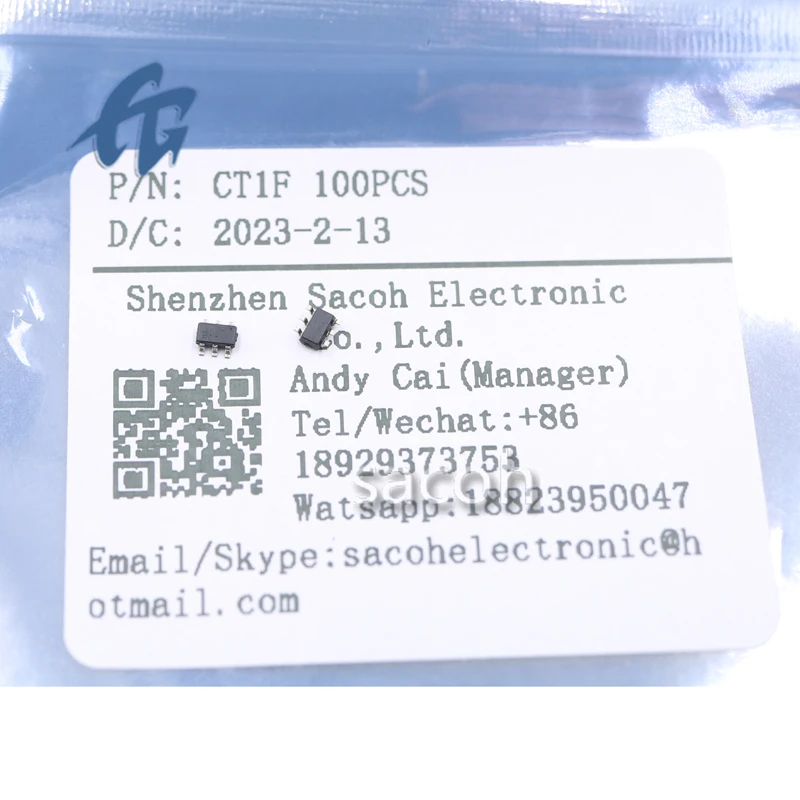 P/N: CT1F 100PCS
D/C: 2023-2-13
Shenzhen Sacoh Electronic
Co.,Ltd.
Andy Cai(Manager)
Tel/Wechat:+86
18929373753
sacoh
Watsapp:18823950047
Email/Skype:sacohelectronic@h
otmail.com